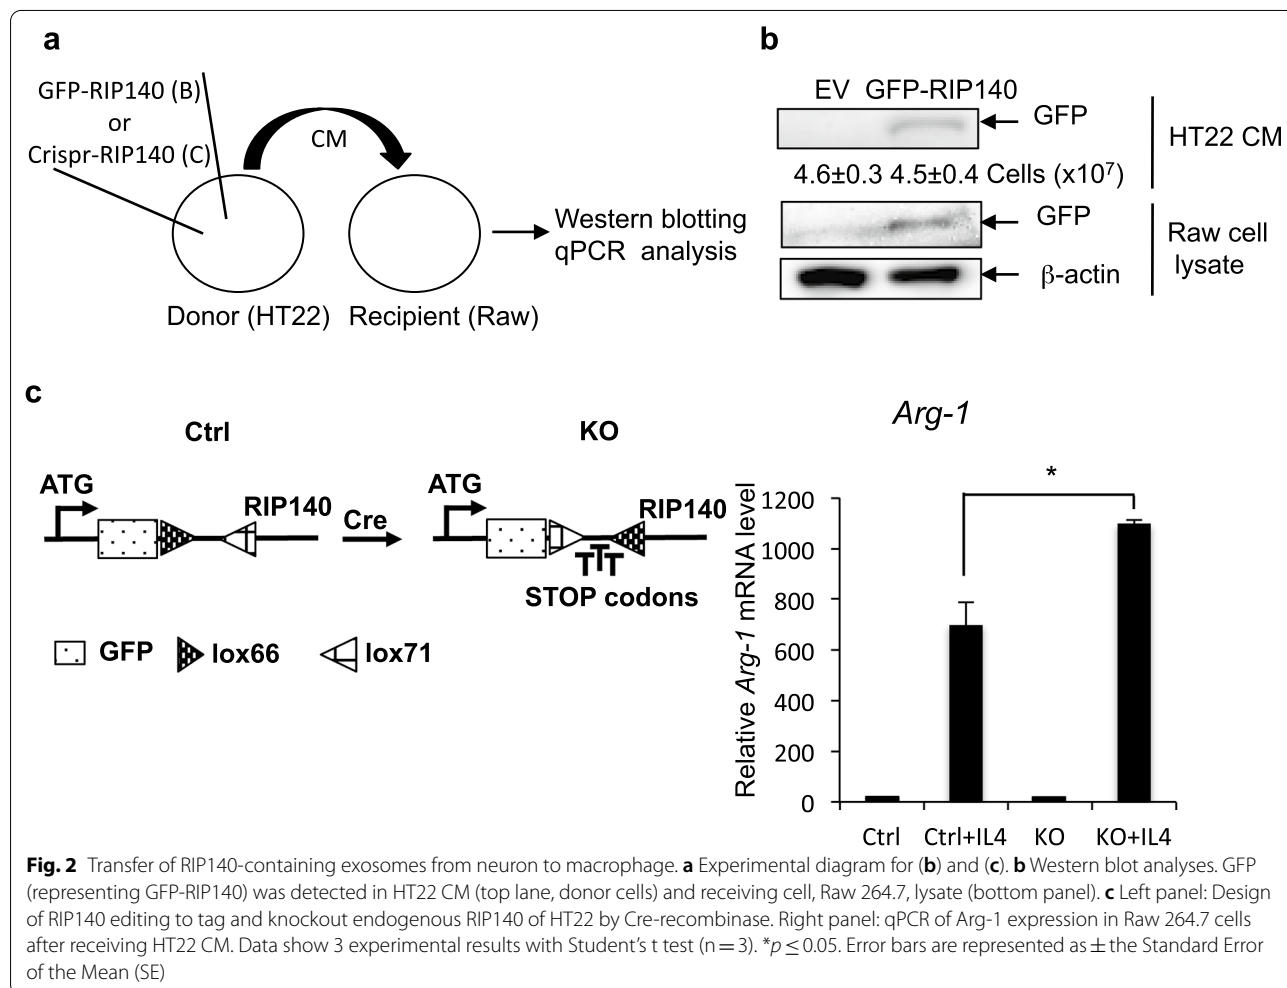 a
GFP-RIP140 (B)
or
Crispr-RIP140 (C)
CM
Donor (HT22)
Recipient (Raw)
Western blotting
qPCR analysis
b
EV GFP-RIP140
GFP
4.6±0.3 4.5±0.4 Cells (x10⁷)
HT22 CM
GFP
β-actin
Raw cell
lysate
c
Ctrl
ATG
RIP140
Cre
KO
ATG
RIP140
STOP codons
GFP
lox66
lox71
Arg-1
*
Relative Arg-1 mRNA level
1200
1000
800
600
400
200
0
Ctrl
Ctrl+IL4
KO
KO+IL4
Fig. 2 Transfer of RIP140-containing exosomes from neuron to macrophage. a Experimental diagram for (b) and (c). b Western blot analyses. GFP
(representing GFP-RIP140) was detected in HT22 CM (top lane, donor cells) and receiving cell, Raw 264.7, lysate (bottom panel). c Left panel: Design
of RIP140 editing to tag and knockout endogenous RIP140 of HT22 by Cre-recombinase. Right panel: qPCR of Arg-1 expression in Raw 264.7 cells
after receiving HT22 CM. Data show 3 experimental results with Student's t test (n = 3). *p ≤ 0.05. Error bars are represented as ± the Standard Error
of the Mean (SE)